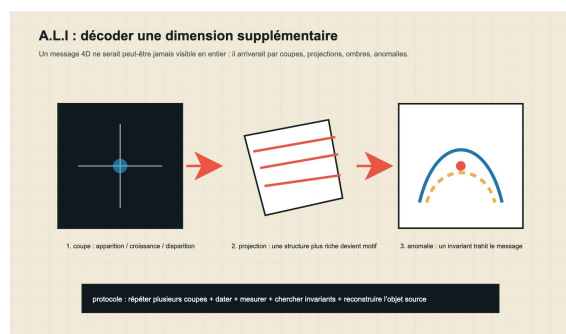 A.L.I : décoder une dimension supplémentaire
Un message 4D ne serait peut-être jamais visible en entier : il arriverait par coupes, projections, ombres, anomalies.
1. coupe : apparition / croissance / disparition
2. projection : une structure plus riche devient motif
3. anomalie : un invariant trahit le message
protocole : répéter plusieurs coupes + dater + mesurer + chercher invariants + reconstruire l'objet source